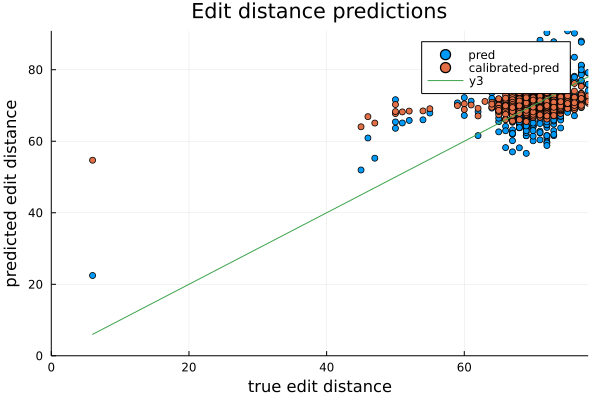 Edit distance predictions
pred
calibrated-pred
y3
80
60
40
20
0
predicted edit distance
0
20
40
60
true edit distance